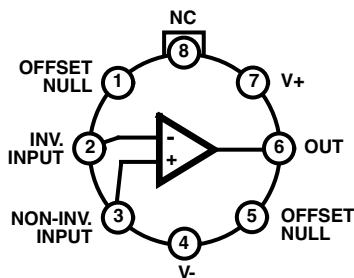 NC
8
OFFSET
NULL
1
7
V+
INV.
INPUT
2
-
+
6
OUT
NON-INV.
INPUT
3
5
OFFSET
NULL
4
V-